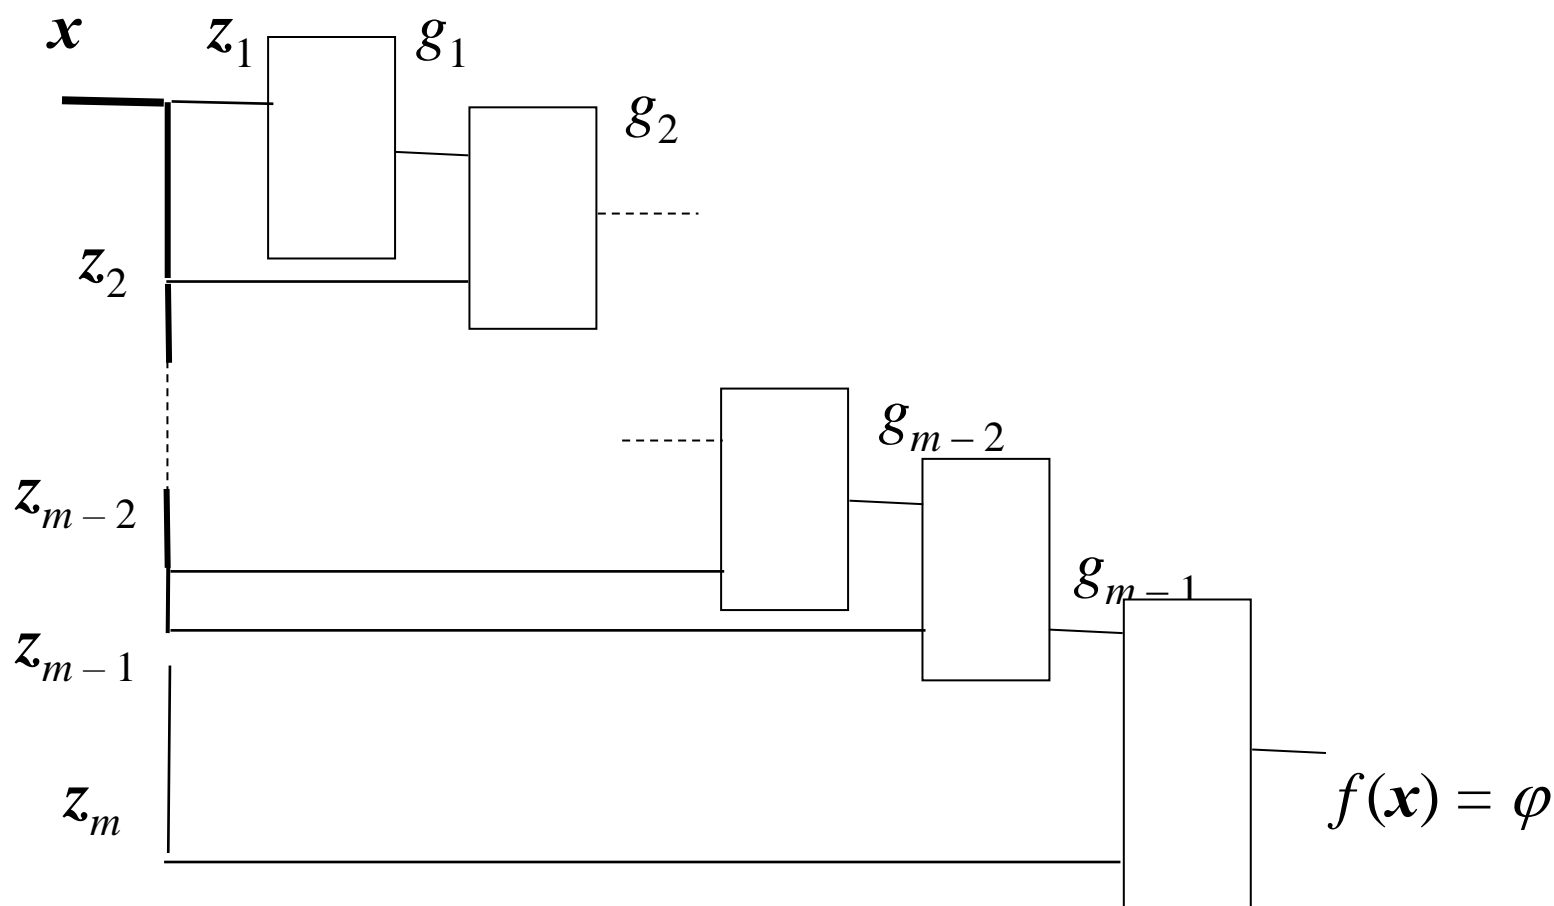 x
z₁
g₁
g₂
z₂
gₘ₋₂
zₘ₋₂
gₘ₋₁
zₘ₋₁
zₘ
f(x) = φ